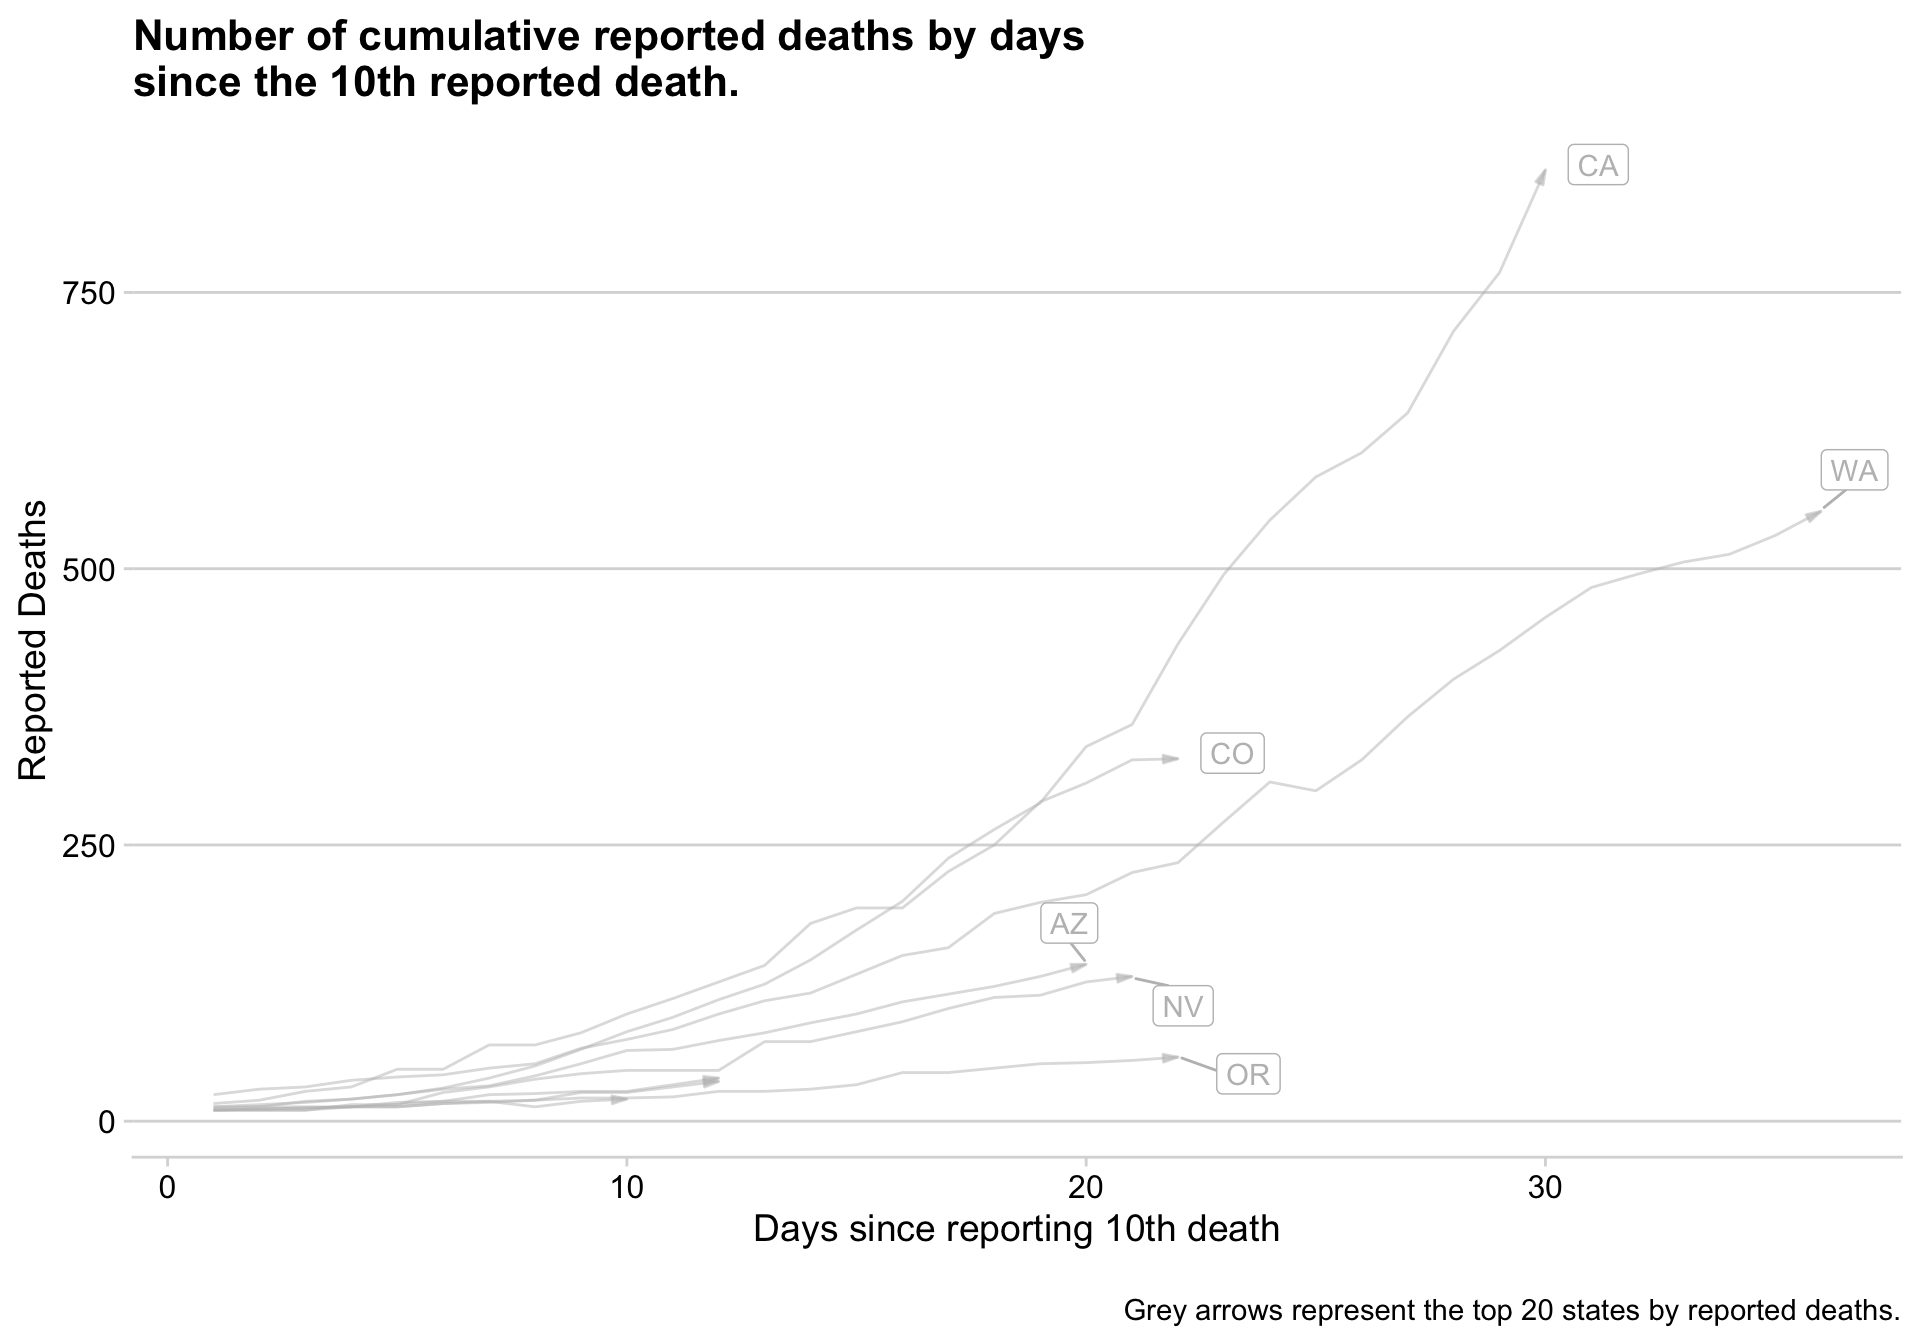 Number of cumulative reported deaths by days
since the 10th reported death.
CA
750
WA
500
Reported Deaths
CO
250
AZ
NV
OR
0
0 10 20 30
Days since reporting 10th death
Grey arrows represent the top 20 states by reported deaths.